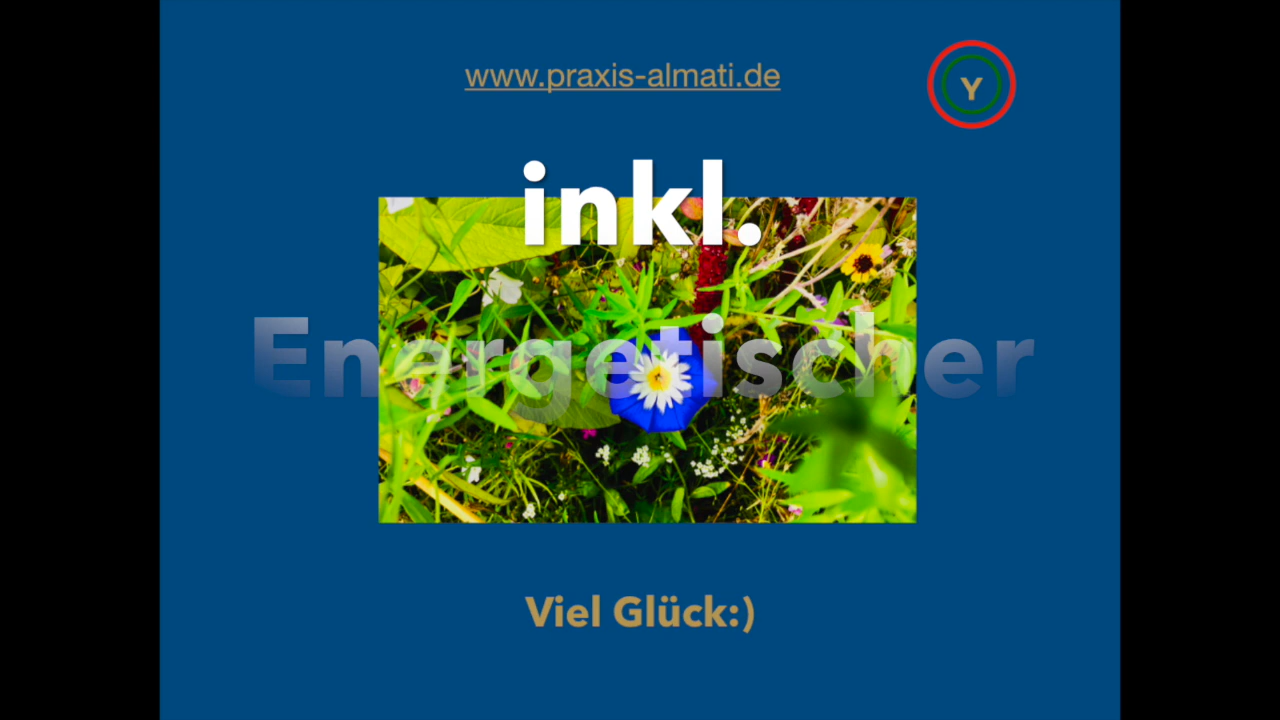 www.praxis-almati.de
Y
inkl.
Energetischer
Viel Glück:)